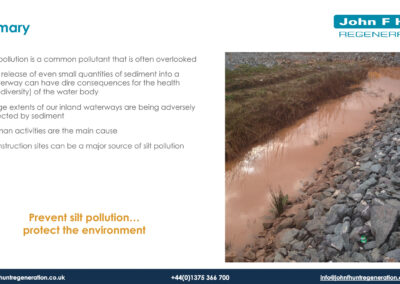 mary
John F H
REGENERAT
pollution is a common pollutant that is often overlooked
release of even small quantities of sediment into a
erway can have dire consequences for the health
diversity) of the water body
ge extents of our inland waterways are being adversely
ected by sediment
man activities are the main cause
nstruction sites can be a major source of silt pollution
Prevent silt pollution…
protect the environment
fhuntregeneration.co.uk
+44(0)1375 366 700
info@johnfhuntregeneration.c